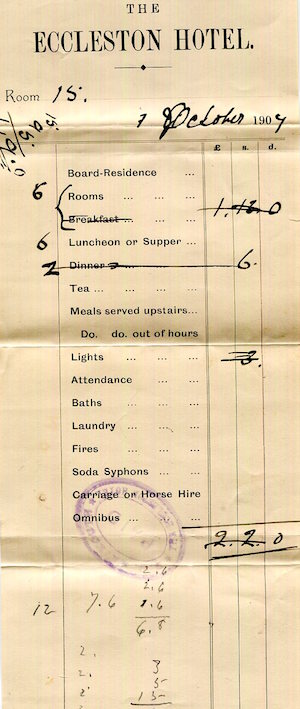 THE
ECCLESTON HOTEL.
Room 15.
7 October 1907
£ s. d.
Board-Residence ...
6 Rooms ... ... ... 1. 12. 0
Breakfast ... ...
6 Luncheon or Supper ...
2 Dinner 6.
Tea ... ... ... ...
Meals served upstairs...
Do. do. out of hours
Lights ... ... ... 3.
Attendance ... ...
Baths ... ... ...
Laundry ... ... ...
Fires ... ... ...
Soda Syphons ... ...
Carriage or Horse Hire
Omnibus ... ... ...
2. 2. 0
2.6
2.6
12 7.6 1.6
6.8
2.
2. 3
2 5
15